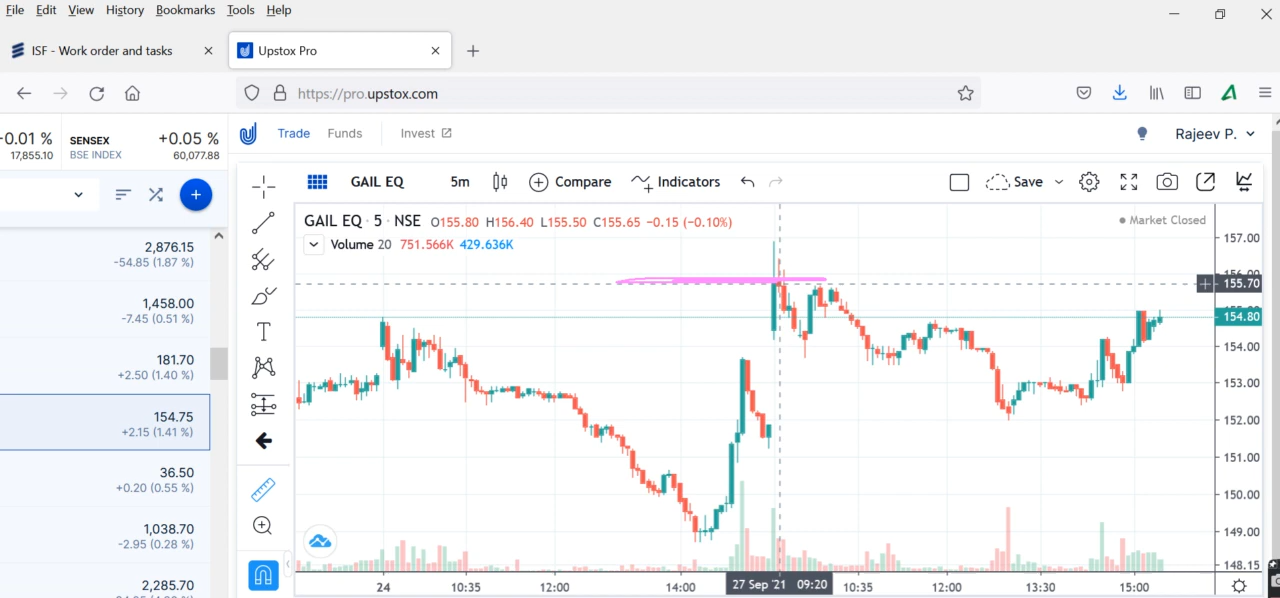 File Edit View History Bookmarks Tools Help
ISF - Work order and tasks
Upstox Pro
https://pro.upstox.com
0.01 %
17,855.10
SENSEX
BSE INDEX
+0.05 %
60,077.88
Trade Funds Invest
Rajeev P.
GAIL EQ 5m Compare Indicators Save
GAIL EQ · 5 · NSE O155.80 H156.40 L155.50 C155.65 −0.15 (−0.10%)
Market Closed
Volume 20 751.566K 429.636K
2,876.15
-54.85 (1.87 %)
1,458.00
-7.45 (0.51 %)
181.70
+2.50 (1.40 %)
154.75
+2.15 (1.41 %)
36.50
+0.20 (0.55 %)
1,038.70
-2.95 (0.28 %)
2,285.70
157.00
156.00
155.70
154.80
154.00
153.00
152.00
151.00
150.00
149.00
148.15
24 10:35 12:00 14:00 27 Sep '21 09:20 10:35 12:00 13:30 15:00